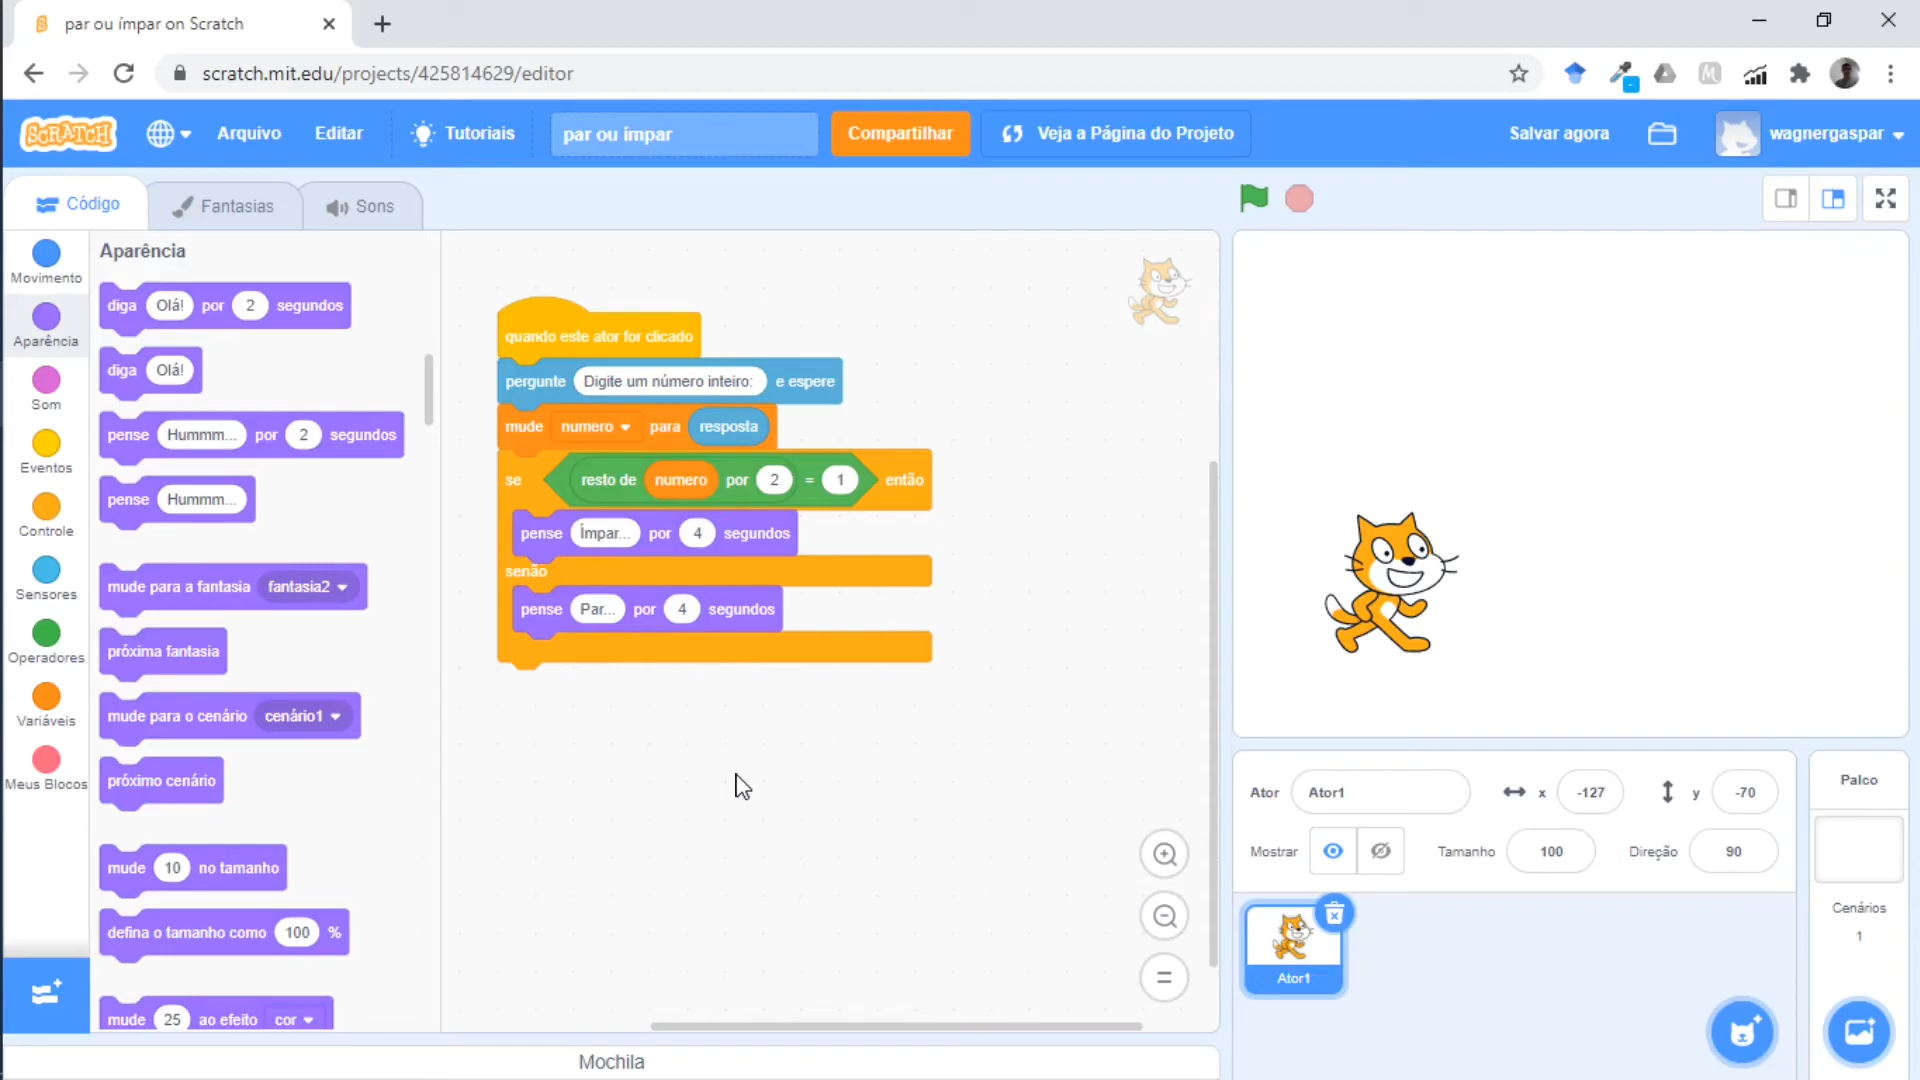 par ou ímpar on Scratch
scratch.mit.edu/projects/425814629/editor
SCRATCH
Arquivo
Editar
Tutoriais
par ou ímpar
Compartilhar
Veja a Página do Projeto
Salvar agora
wagnergaspar
Código
Fantasias
Sons
Movimento
Aparência
Som
Eventos
Controle
Sensores
Operadores
Variáveis
Meus Blocos
Aparência
diga Olá! por 2 segundos
diga Olá!
pense Hummm... por 2 segundos
pense Hummm...
mude para a fantasia fantasia2
próxima fantasia
mude para o cenário cenário1
próximo cenário
mude 10 no tamanho
defina o tamanho como 100 %
mude 25 ao efeito cor
quando este ator for clicado
pergunte Digite um número inteiro: e espere
mude numero para resposta
se resto de numero por 2 = 1 então
pense Ímpar... por 4 segundos
senão
pense Par... por 4 segundos
Mochila
Ator Ator1 x -127 y -70
Mostrar Tamanho 100 Direção 90
Ator1
Palco
Cenários
1